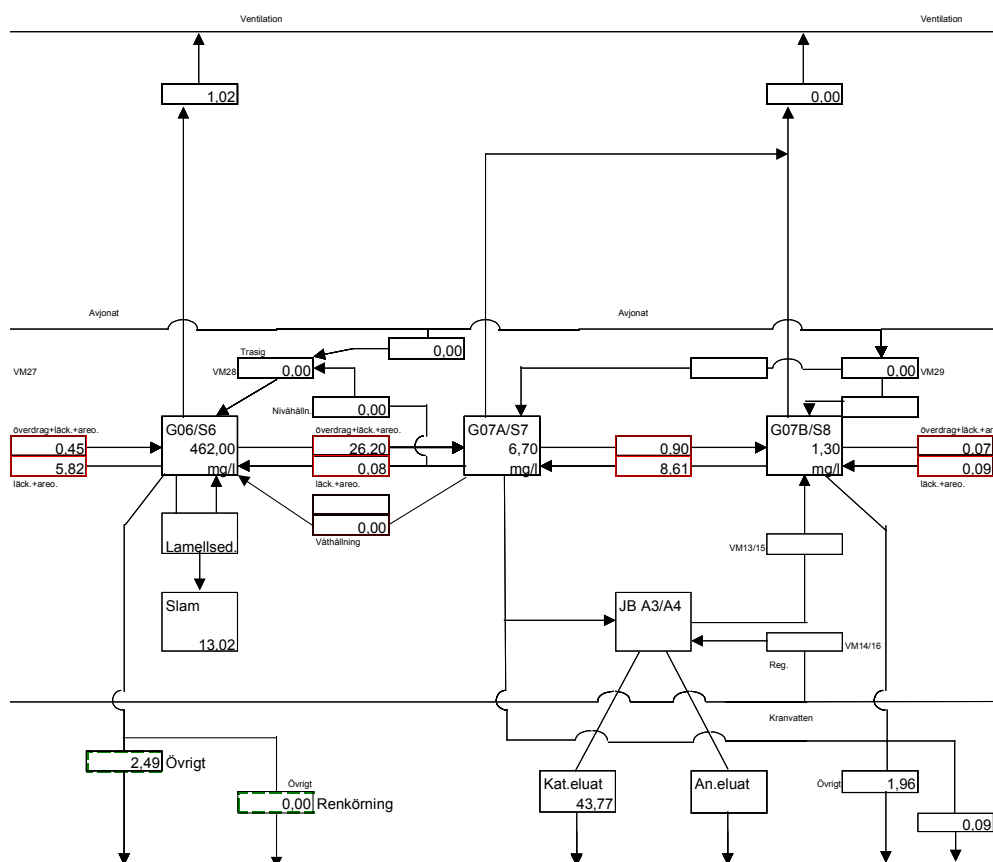 Ventilation
Ventilation
1,02
0,00
Avjonat
Avjonat
Trasig
0,00
VM27
VM28
0,00
0,00
VM29
Nivåhålln.
0,00
G06/S6
G07A/S7
G07B/S8
överdrag+läck.+areo.
462,00
överdrag+läck.+areo.
6,70
1,30
överdrag+läck.+are
0,45
26,20
0,90
0,07
5,82
mg/l
0,08
mg/l
8,61
mg/l
0,09
läck.+areo.
läck.+areo.
läck.+areo.
0,00
Våthållning
Lamellsed.
VM13/15
Slam
13,02
JB A3/A4
VM14/16
Reg.
Kranvatten
2,49 Övrigt
Övrigt
0,00 Renkörning
Kat.eluat
43,77
An.eluat
Övrigt
1,96
0,09